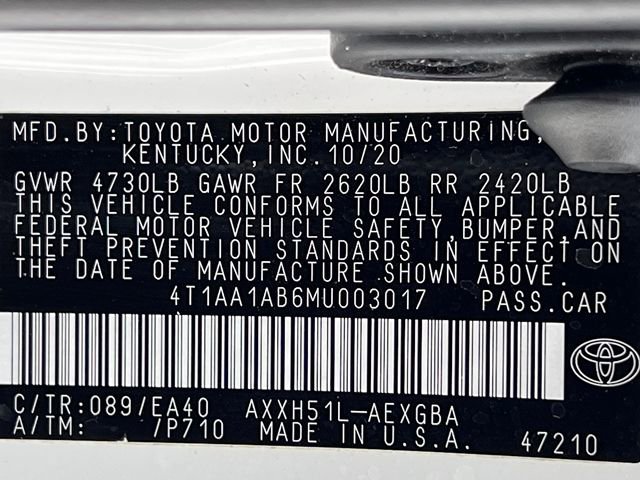 MFD.BY:TOYOTA MOTOR MANUFACTURING,
KENTUCKY,INC.10/20
GVWR 4730LB GAWR FR 2620LB RR 2420LB
THIS VEHICLE CONFORMS TO ALL APPLICABLE
FEDERAL MOTOR VEHICLE SAFETY,BUMPER,AND
THEFT PREVENTION STANDARDS IN EFFECT ON
THE DATE OF MANUFACTURE SHOWN ABOVE.
4T1AA1AB6MU003017 PASS.CAR
C/TR:089/EA40 AXXH51L-AEXGBA
A/TM: /P710 MADE IN U.S.A. 47210